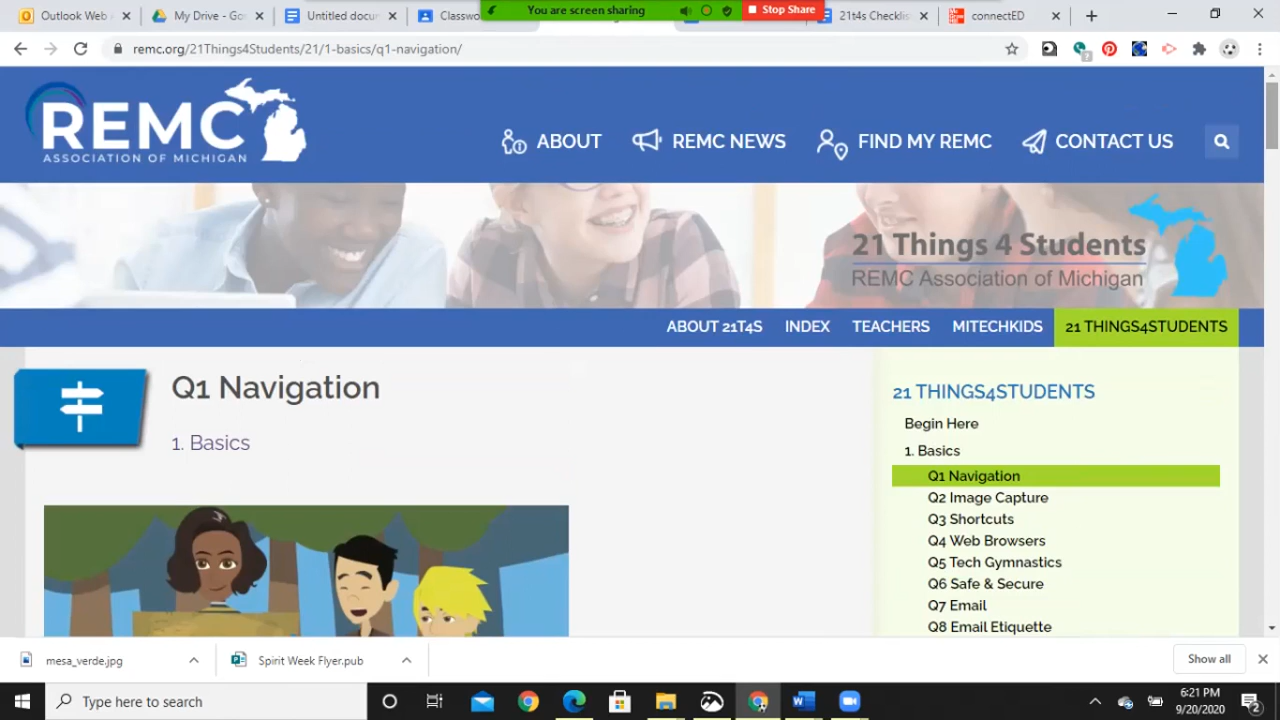 Outlook Web
My Drive - Go
Untitled docu
Classwo
You are screen sharing
Stop Share
21t4s Checklis
connectED
remc.org/21Things4Students/21/1-basics/q1-navigation/
REMC
ASSOCIATION OF MICHIGAN
ABOUT
REMC NEWS
FIND MY REMC
CONTACT US
21 Things 4 Students
REMC Association of Michigan
ABOUT 21T4S
INDEX
TEACHERS
MITECHKIDS
21 THINGS4STUDENTS
Q1 Navigation
1. Basics
21 THINGS4STUDENTS
Begin Here
1. Basics
Q1 Navigation
Q2 Image Capture
Q3 Shortcuts
Q4 Web Browsers
Q5 Tech Gymnastics
Q6 Safe & Secure
Q7 Email
Q8 Email Etiquette
mesa_verde.jpg
Spirit Week Flyer.pub
Show all
Type here to search
6:21 PM
9/20/2020
2